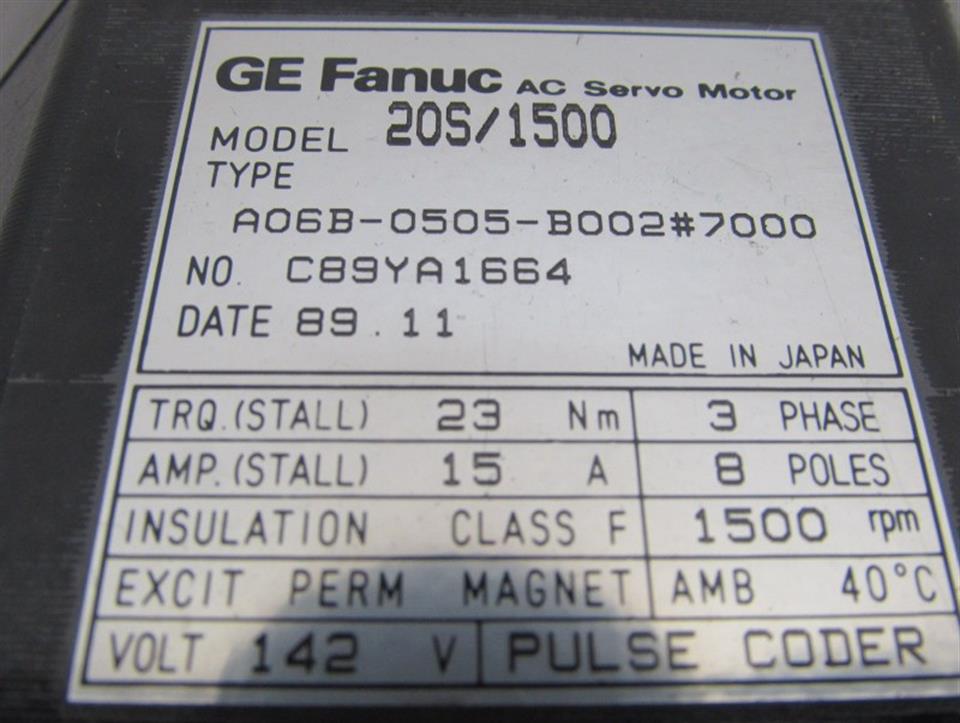 GE Fanuc AC Servo Motor
MODEL 20S/1500
TYPE
A06B-0505-B002#7000
NO. C89YA1664
DATE 89.11
MADE IN JAPAN
TRQ.(STALL) 23 Nm 3 PHASE
AMP.(STALL) 15 A 8 POLES
INSULATION CLASS F 1500 rpm
EXCIT PERM MAGNET AMB 40°C
VOLT 142 V PULSE CODER